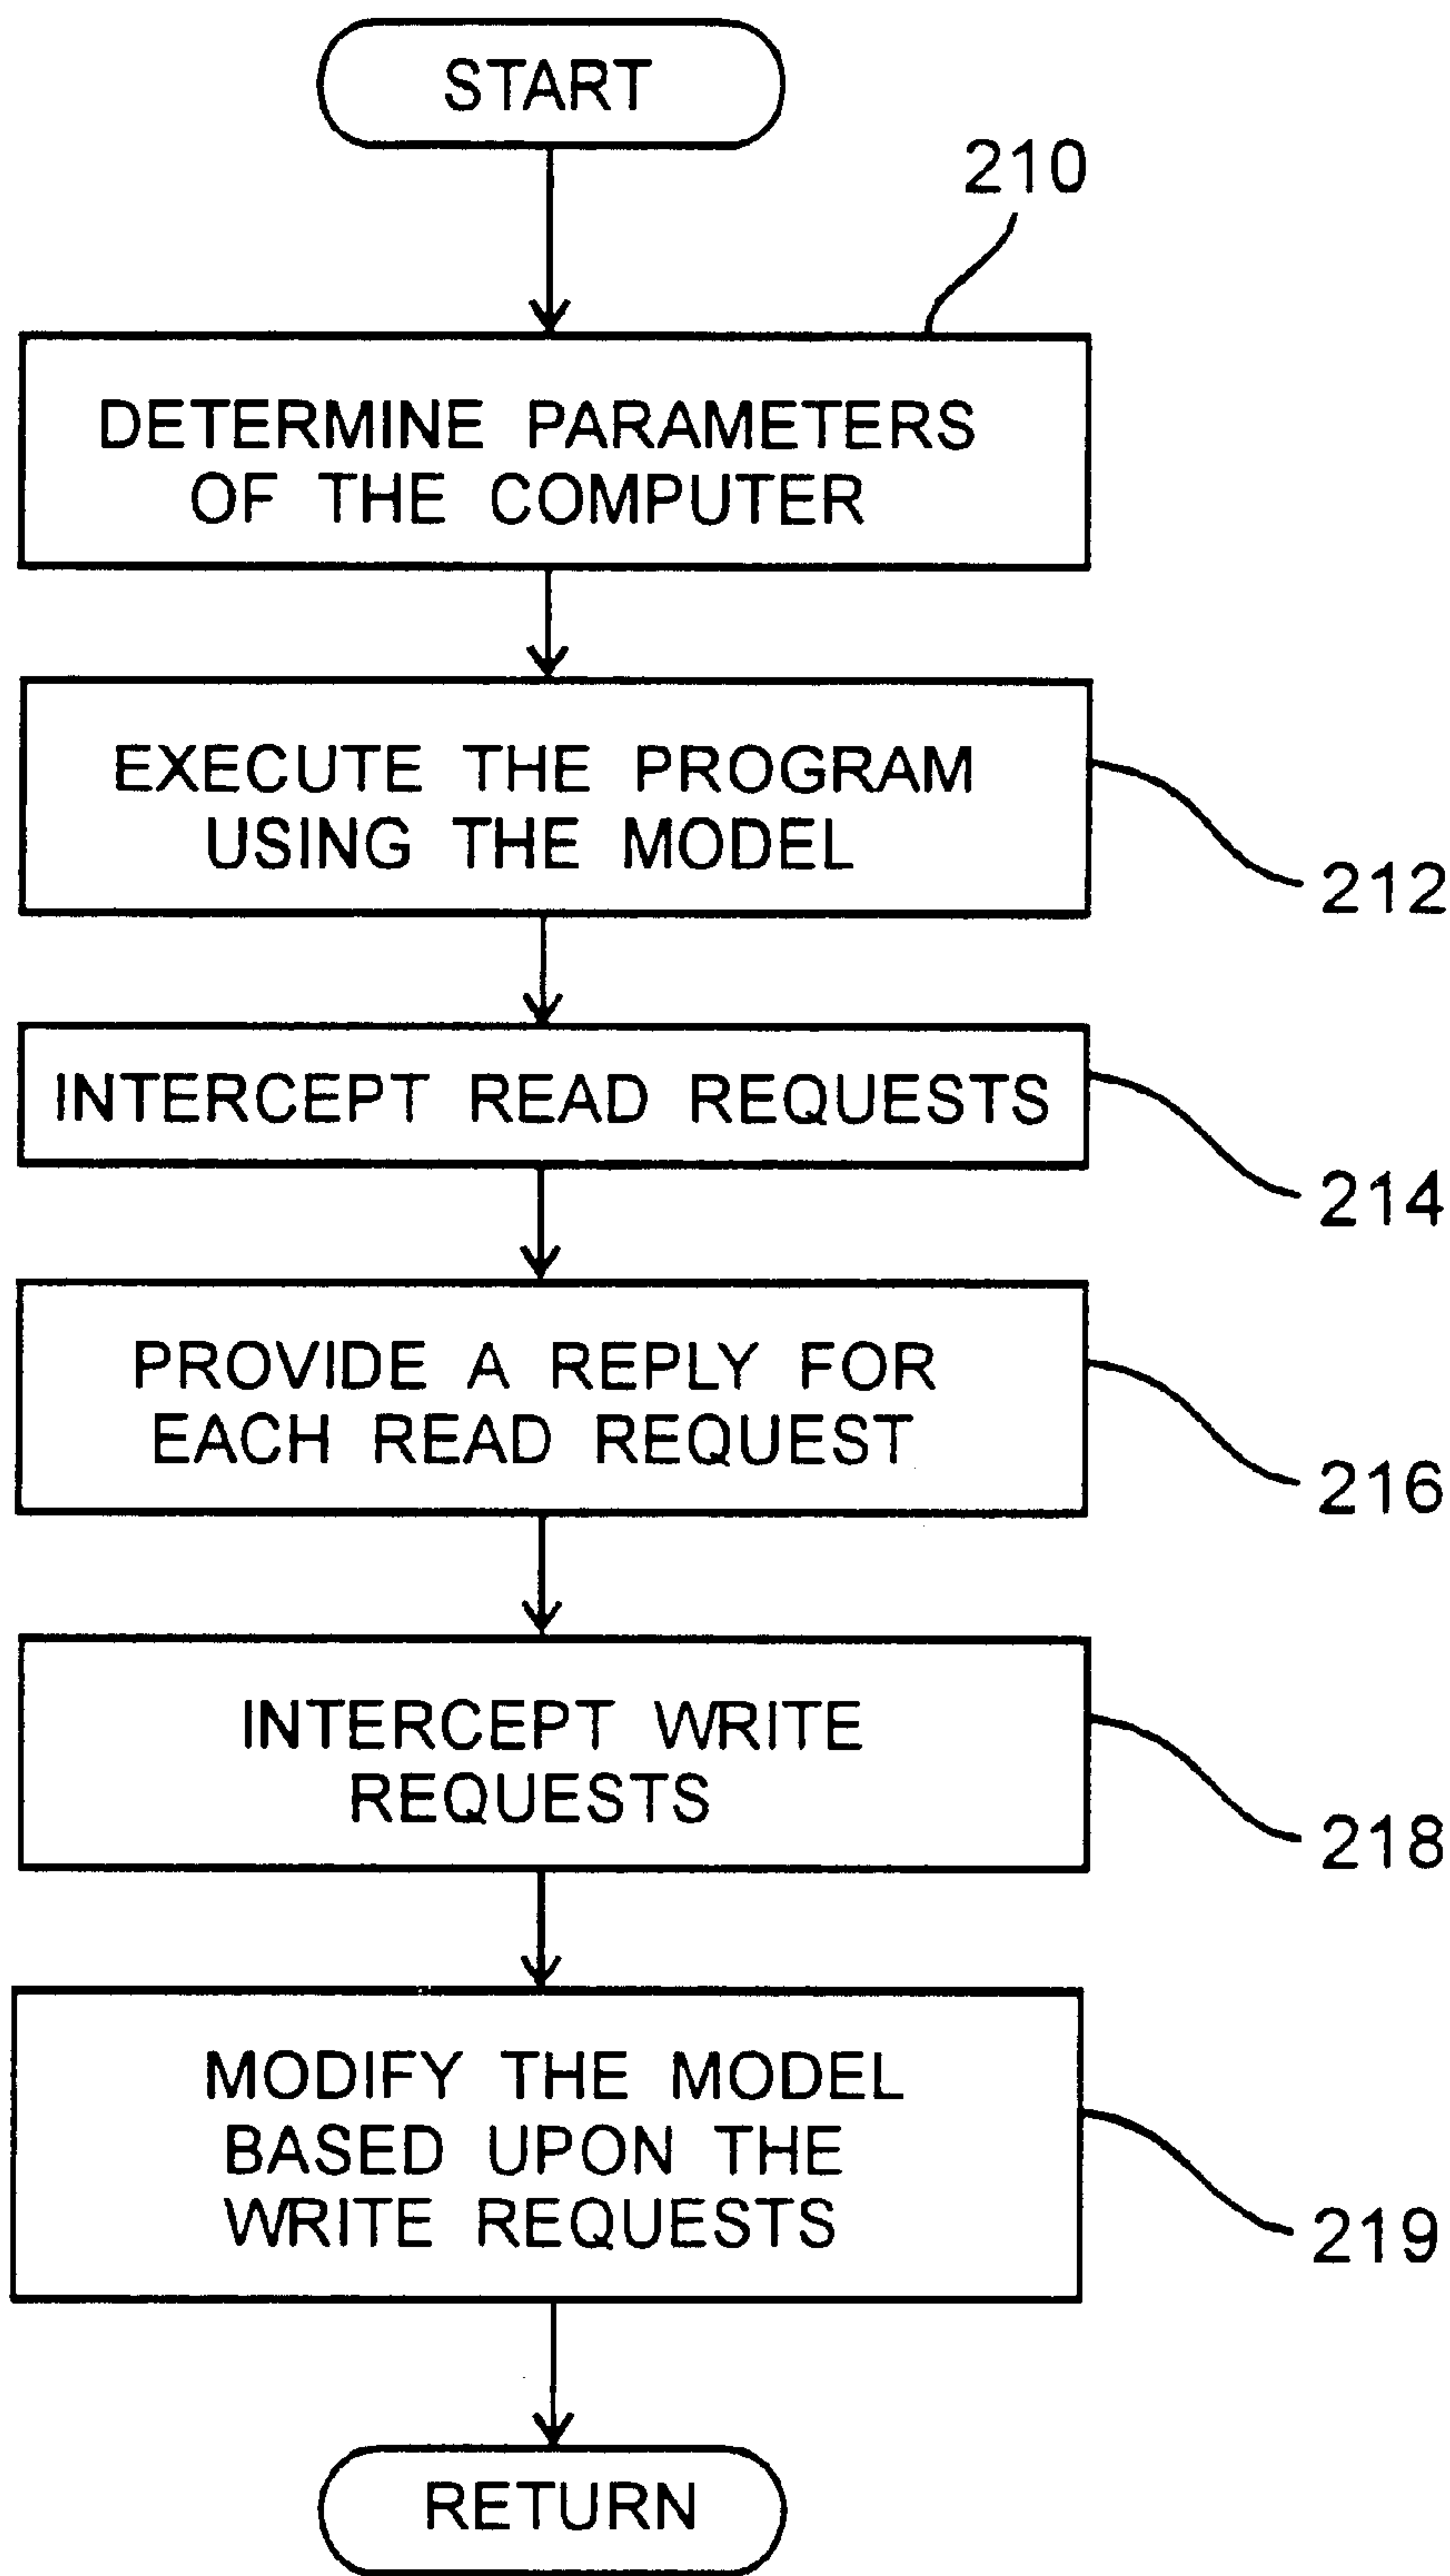 START
210
DETERMINE PARAMETERS
OF THE COMPUTER
EXECUTE THE PROGRAM
USING THE MODEL
212
INTERCEPT READ REQUESTS
214
PROVIDE A REPLY FOR
EACH READ REQUEST
216
INTERCEPT WRITE
REQUESTS
218
MODIFY THE MODEL
BASED UPON THE
WRITE REQUESTS
219
RETURN